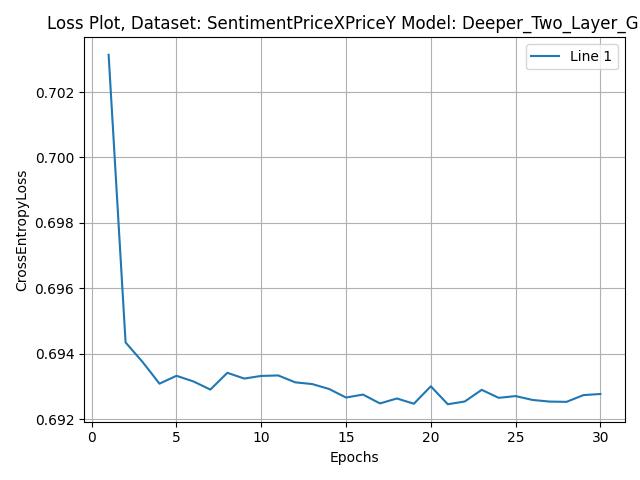 Loss Plot, Dataset: SentimentPriceXPriceY Model: Deeper_Two_Layer_G
Line 1
0.702
0.700
0.698
0.696
0.694
0.692
CrossEntropyLoss
0 5 10 15 20 25 30
Epochs